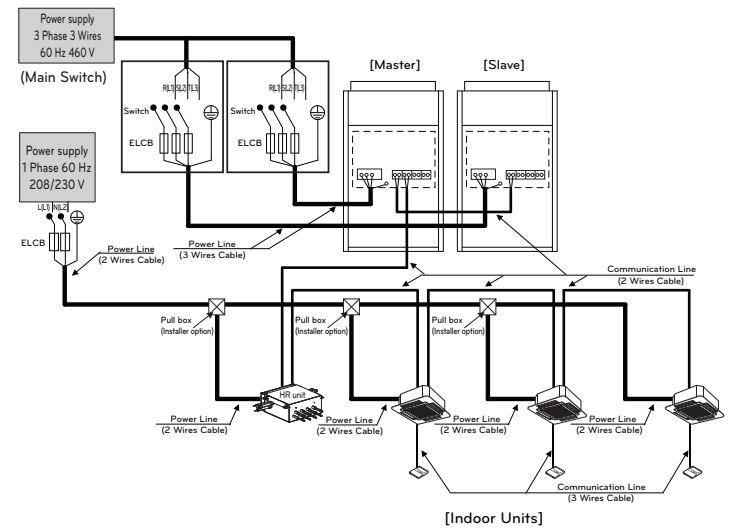 Power supply
3 Phase 3 Wires
60 Hz 460 V
(Main Switch)
R(L1) S(L2) T(L3)
Switch
ELCB
R(L1) S(L2) T(L3)
Switch
ELCB
[Master]
[Slave]
Power supply
1 Phase 60 Hz
208/230 V
L(L1) N(L2)
ELCB
Power Line
(2 Wires Cable)
Power Line
(3 Wires Cable)
Communication Line
(2 Wires Cable)
Pull box
(Installer option)
Pull box
(Installer option)
Pull box
(Installer option)
HR unit
Power Line
(2 Wires Cable)
Power Line
(2 Wires Cable)
Power Line
(2 Wires Cable)
Power Line
(2 Wires Cable)
Communication Line
(3 Wires Cable)
[Indoor Units]